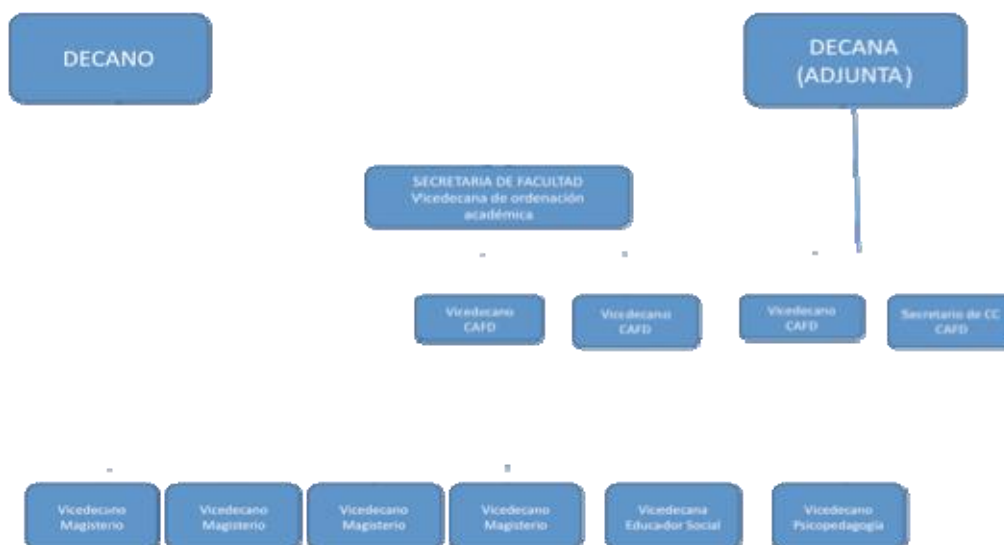 DECANO
DECANA
(ADJUNTA)
SECRETARIA DE FACULTAD
Vicedecana de ordenación
académica
Vicedecano
CAFD
Vicedecano
CAFD
Vicedecano
CAFD
Secretario de CC
CAFD
Vicedecano
Magisterio
Vicedecano
Magisterio
Vicedecano
Magisterio
Vicedecano
Magisterio
Vicedecana
Educador Social
Vicedecano
Psicopedagogía